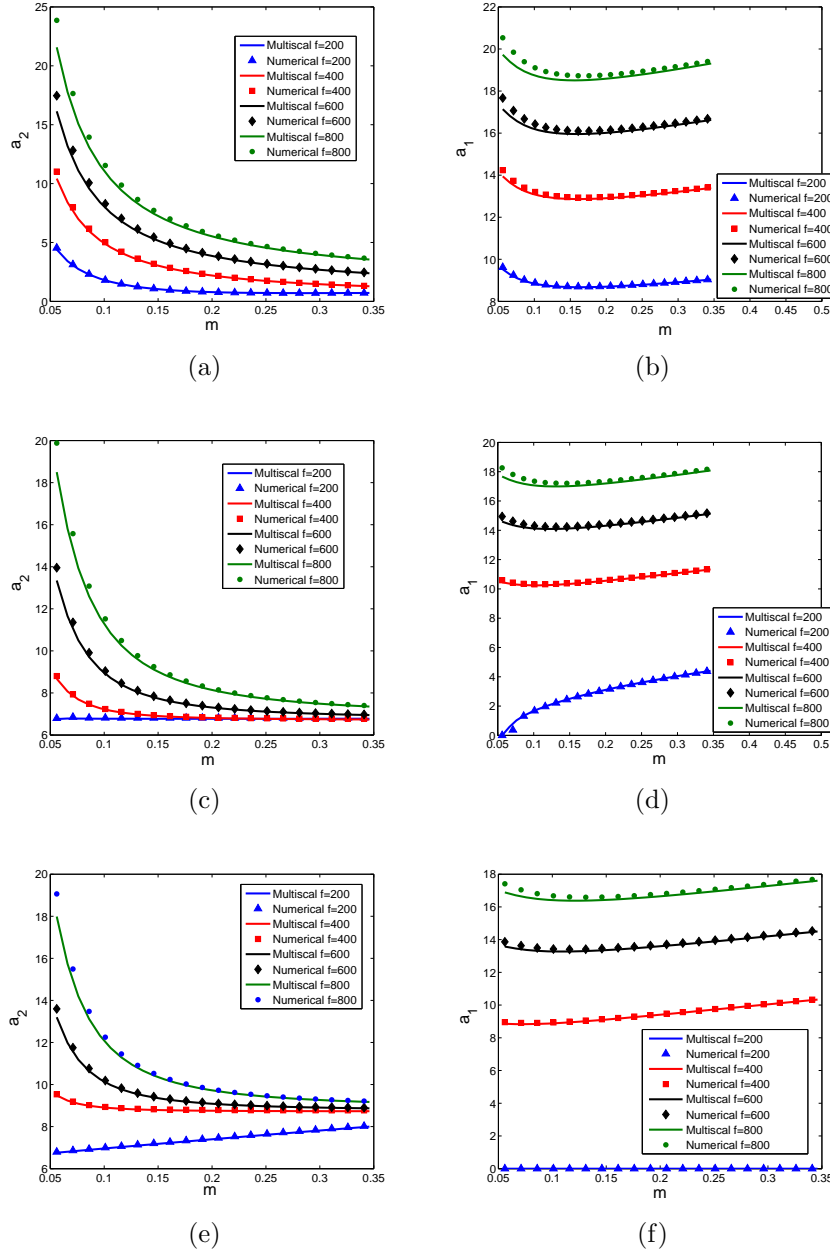 25
20
15
10
5
0
0.05 0.1 0.15 0.2 0.25 0.3 0.35
m
a2
Multiscal f=200
Numerical f=200
Multiscal f=400
Numerical f=400
Multiscal f=600
Numerical f=600
Multiscal f=800
Numerical f=800
(a)
22
20
18
16
14
12
10
8
0.05 0.1 0.15 0.2 0.25 0.3 0.35 0.4 0.45 0.5
m
a1
Multiscal f=200
Numerical f=200
Multiscal f=400
Numerical f=400
Multiscal f=600
Numerical f=600
Multiscal f=800
Numerical f=800
(b)
20
18
16
14
12
10
8
6
0.05 0.1 0.15 0.2 0.25 0.3 0.35
m
a2
Multiscal f=200
Numerical f=200
Multiscal f=400
Numerical f=400
Multiscal f=600
Numerical f=600
Multiscal f=800
Numerical f=800
(c)
20
18
16
14
12
10
8
6
4
2
0
0.05 0.1 0.15 0.2 0.25 0.3 0.35 0.4 0.45 0.5
m
a1
Multiscal f=200
Numerical f=200
Multiscal f=400
Numerical f=400
Multiscal f=600
Numerical f=600
Multiscal f=800
Numerical f=800
(d)
20
18
16
14
12
10
8
6
0.05 0.1 0.15 0.2 0.25 0.3 0.35
m
a2
Multiscal f=200
Numerical f=200
Multiscal f=400
Numerical f=400
Multiscal f=600
Numerical f=600
Multiscal f=800
Numerical f=800
(e)
18
16
14
12
10
8
6
4
2
0
0.05 0.1 0.15 0.2 0.25 0.3 0.35
m
a1
Multiscal f=200
Numerical f=200
Multiscal f=400
Numerical f=400
Multiscal f=600
Numerical f=600
Multiscal f=800
Numerical f=800
(f)